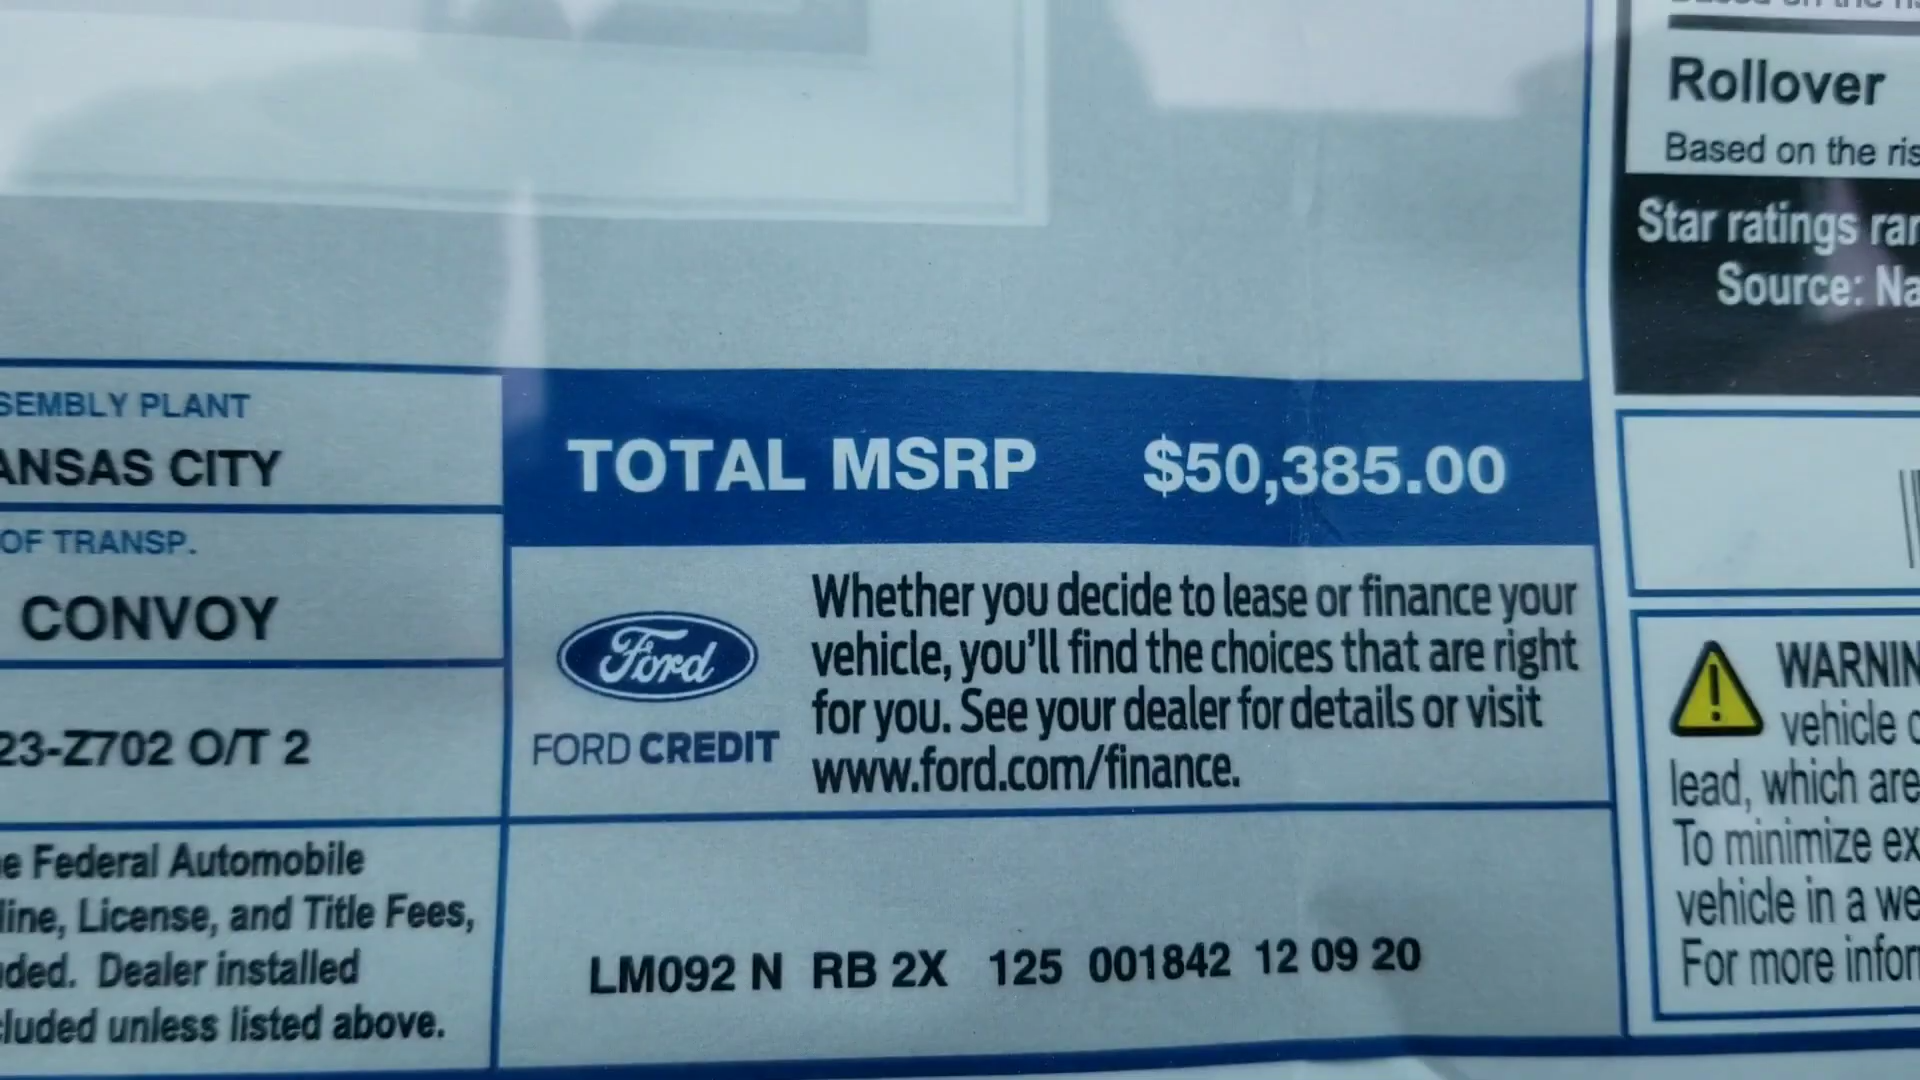 Rollover
Based on the
Star ratings
Source:
SEMBLY PLANT
ANSAS CITY
OF TRANSP.
CONVOY
23-Z702 O/T 2
TOTAL MSRP $50,385.00
Ford
FORD CREDIT
Whether you decide to lease or finance your
vehicle, you'll find the choices that are right
for you. See your dealer for details or visit
www.ford.com/finance.
e Federal Automobile
line, License, and Title Fees,
ded. Dealer installed
cluded unless listed above.
LM092 N RB 2X 125 001842 12 09 20
WARNIN
vehicle
lead, which are
To minimize ex
vehicle in a we
For more infor